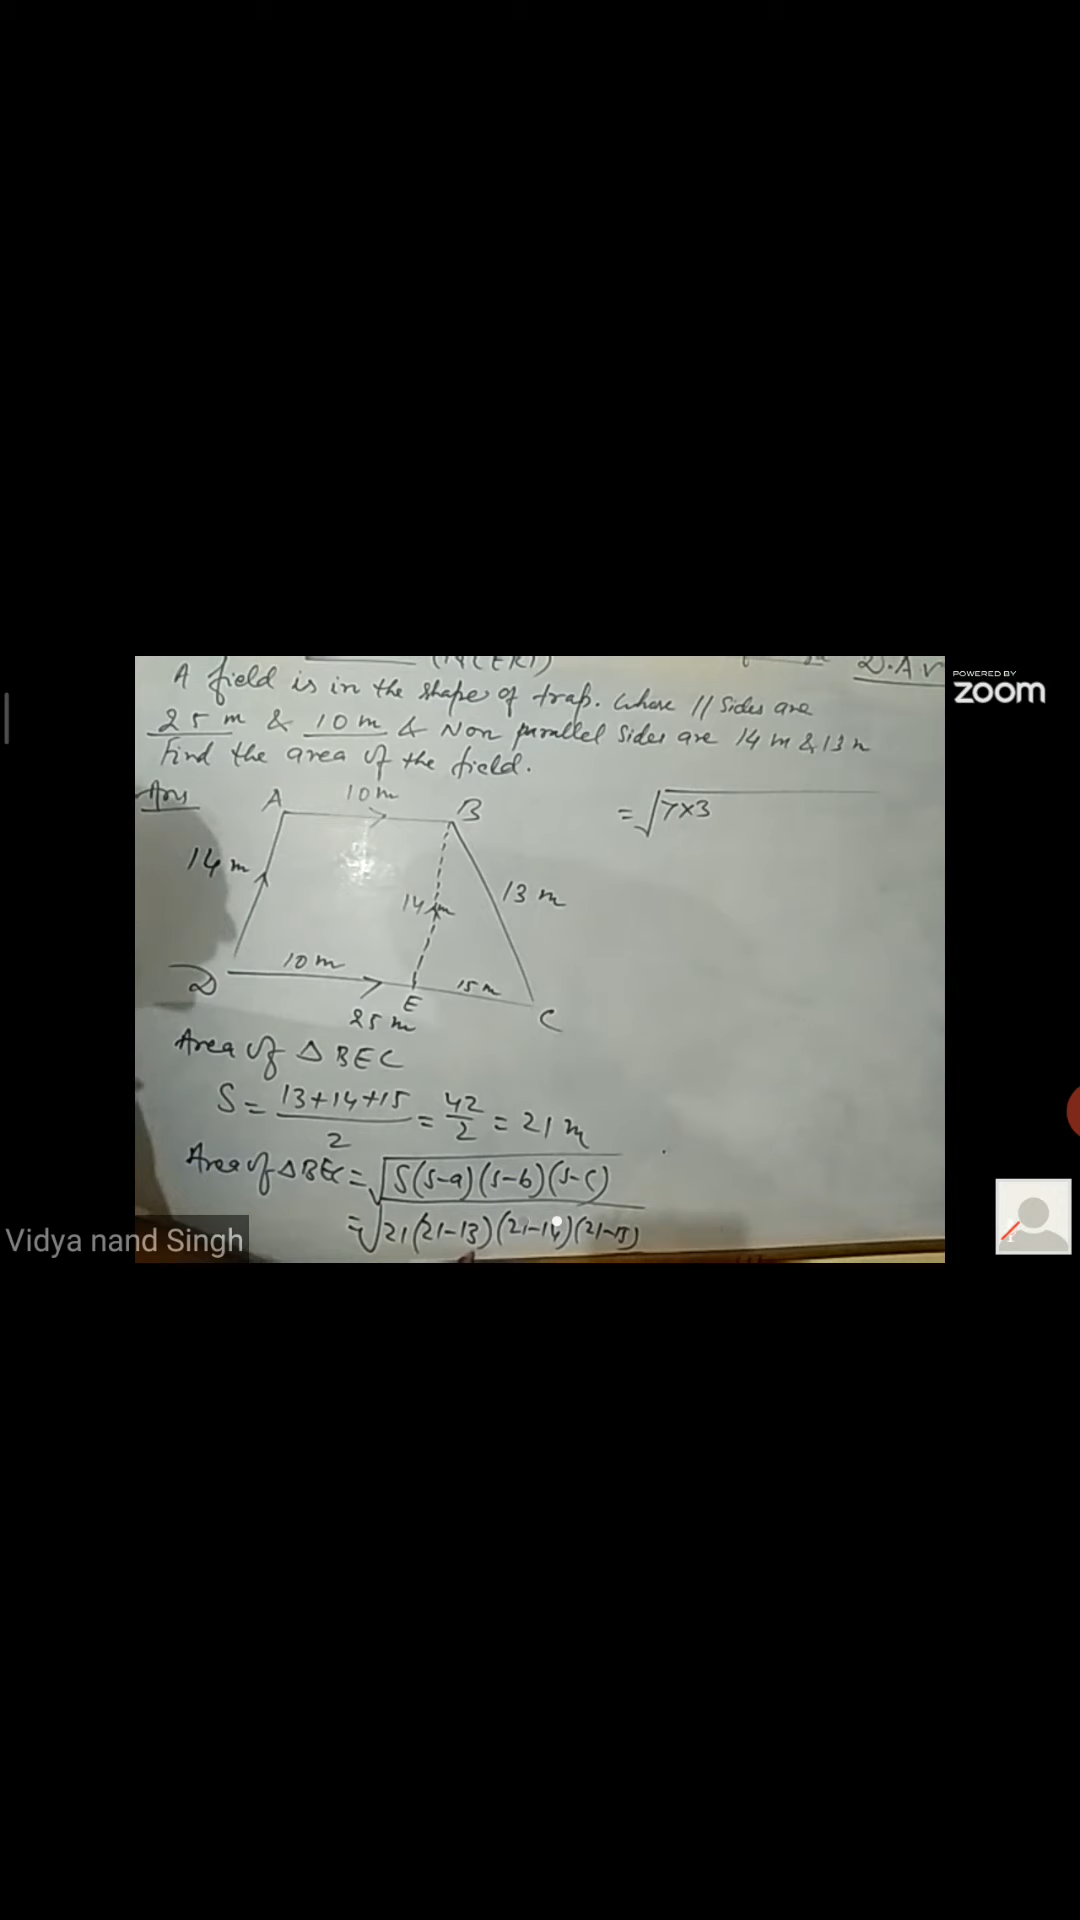 (NCERT)
D.A.V
A field is in the shape of trap. whose // sides are
25 m & 10 m & Non parallel sides are 14 m & 13 m
Find the area of the field.
Ans
A 10 m B
= √7×3
14 m
13 m
14 m
10 m
15 m
D
E
C
25 m
Area of Δ BEC
S = 13+14+15/2 = 42/2 = 21 m
Area of Δ BEC = √S(S-a)(S-b)(S-c)
= √21(21-13)(21-14)(21-15)
Vidya nand Singh
POWERED BY
zoom